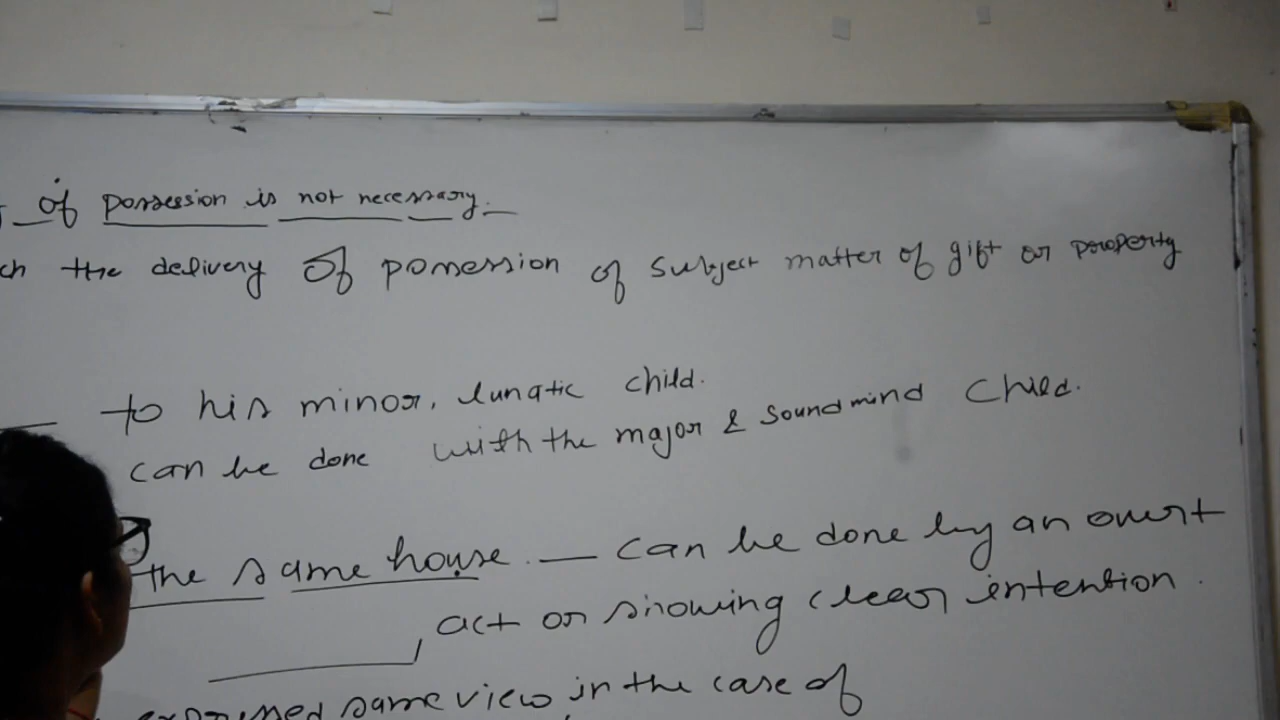 of possession is not necessary.
ch the delivery of possession of subject matter of gift or property
to his minor, lunatic child.
can be done with the major & sound mind child.
the same house. — can be done by an overt
act or showing clear intention.
expressed same view in the case of